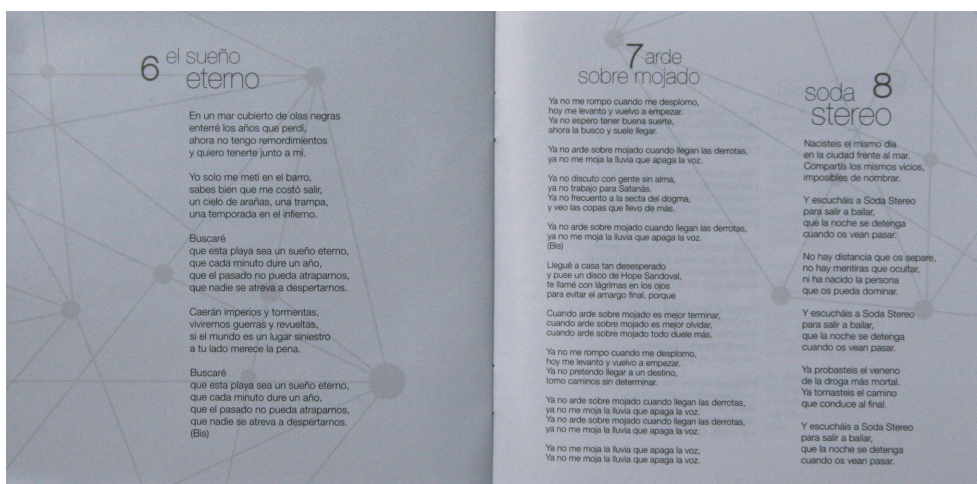 6 el sueño
eterno
En un mar cubierto de olas negras
enterré los años que perdí,
ahora no tengo remordimientos
y quiero tenerte junto a mi.
Yo solo me metí en el barro,
sabes bien que me costó salir,
un cielo de arañas, una trampa,
una temporada en el infierno.
Buscaré
que esta playa sea un sueño eterno,
que cada minuto dure un año,
que el pasado no pueda atraparnos,
que nadie se atreva a despertarnos.
Caerán imperios y tormentas,
viviremos guerras y revueltas,
si el mundo es un lugar siniestro
a tu lado merece la pena.
Buscaré
que esta playa sea un sueño eterno,
que cada minuto dure un año,
que el pasado no pueda atraparnos,
que nadie se atreva a despertarnos.
(Bis)
7 arde
sobre mojado
Ya no me rompo cuando me desplomo,
hoy me levanto y vuelvo a empezar.
Ya no espero tener buena suerte,
ahora la busco y suele llegar.
Ya no arde sobre mojado cuando llegan las derrotas,
ya no me moja la lluvia que apaga la voz.
Ya no discuto con gente sin alma,
ya no trabajo para Satanás.
Ya no frecuento a la secta del dogma,
y veo las copas que llevo de más.
Ya no arde sobre mojado cuando llegan las derrotas,
ya no me moja la lluvia que apaga la voz.
(Bis)
Llegué a casa tan desesperado
y puse un disco de Hope Sandoval,
te llamé con lágrimas en los ojos
para evitar el amargo final, porque
Cuando arde sobre mojado es mejor terminar,
cuando arde sobre mojado es mejor olvidar,
cuando arde sobre mojado todo duele más.
Ya no me rompo cuando me desplomo,
hoy me levanto y vuelvo a empezar.
Ya no pretendo llegar a un destino,
tomo caminos sin determinar.
Ya no arde sobre mojado cuando llegan las derrotas,
ya no me moja la lluvia que apaga la voz.
Ya no arde sobre mojado cuando llegan las derrotas,
ya no me moja la lluvia que apaga la voz.
Ya no me moja la lluvia que apaga la voz,
Ya no me moja la lluvia que apaga la voz.
soda 8
stereo
Nacisteis el mismo día
en la ciudad frente al mar.
Compartís los mismos vicios,
imposibles de nombrar.
Y escucháis a Soda Stereo
para salir a bailar,
que la noche se detenga
cuando os vean pasar.
No hay distancia que os separe,
no hay mentiras que ocultar,
ni ha nacido la persona
que os pueda dominar.
Y escucháis a Soda Stereo
para salir a bailar,
que la noche se detenga
cuando os vean pasar.
Ya probasteis el veneno
de la droga más mortal.
Ya tomasteis el camino
que conduce al final.
Y escucháis a Soda Stereo
para salir a bailar,
que la noche se detenga
cuando os vean pasar.